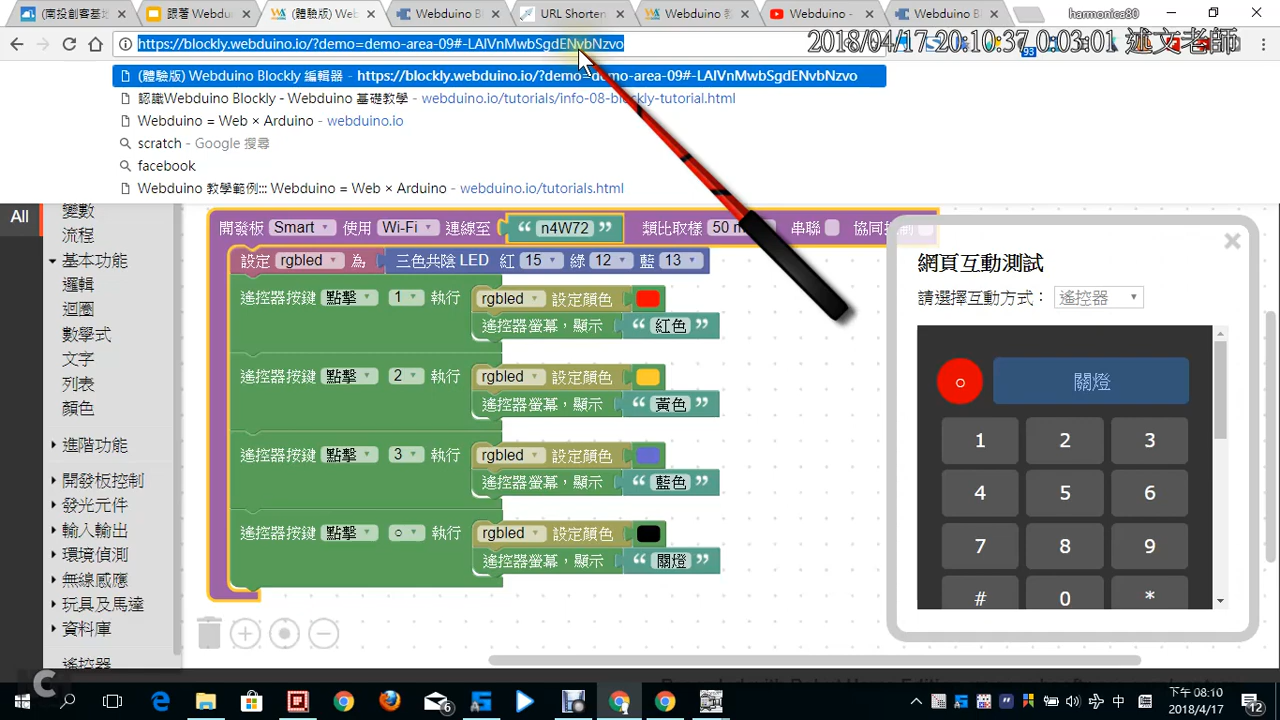 (南投創客基地
跟著 Webduino
(體驗版) Web
Webduino Bl
URL Shorten
Webduino 教
Webduino -
Webduino Bl
harmonica80
https://blockly.webduino.io/?demo=demo-area-09#-LAlVnMwbSgdENvbNzvo
2018/04/17 20:10:37 0:03:01 述文老師
93
(體驗版) Webduino Blockly 編輯器 - https://blockly.webduino.io/?demo=demo-area-09#-LAlVnMwbSgdENvbNzvo
認識Webduino Blockly - Webduino 基礎教學 - webduino.io/tutorials/info-08-blockly-tutorial.html
Webduino = Web × Arduino - webduino.io
scratch - Google 搜尋
facebook
Webduino 教學範例::: Webduino = Web × Arduino - webduino.io/tutorials.html
All
變數
流程
基本功能
邏輯
迴圈
數學式
文字
列表
顏色
進階功能
開發板控制
發光元件
輸入輸出
環境偵測
無線感應
玩具及馬達
資料庫
遙控器
開發板 Smart 使用 Wi-Fi 連線至 “ n4W72 ” 類比取樣 50 m 串聯 協同
設定 rgbled 為 三色共陰 LED 紅 15 綠 12 藍 13
遙控器按鍵 點擊 1 執行 rgbled 設定顏色
遙控器螢幕，顯示 “ 紅色 ”
遙控器按鍵 點擊 2 執行 rgbled 設定顏色
遙控器螢幕，顯示 “ 黃色 ”
遙控器按鍵 點擊 3 執行 rgbled 設定顏色
遙控器螢幕，顯示 “ 藍色 ”
遙控器按鍵 點擊 ○ 執行 rgbled 設定顏色
遙控器螢幕，顯示 “ 關燈 ”
網頁互動測試
請選擇互動方式： 遙控器
○ 關燈
1 2 3
4 5 6
7 8 9
# 0 *
6
中
下午 08:10
2018/4/17
12